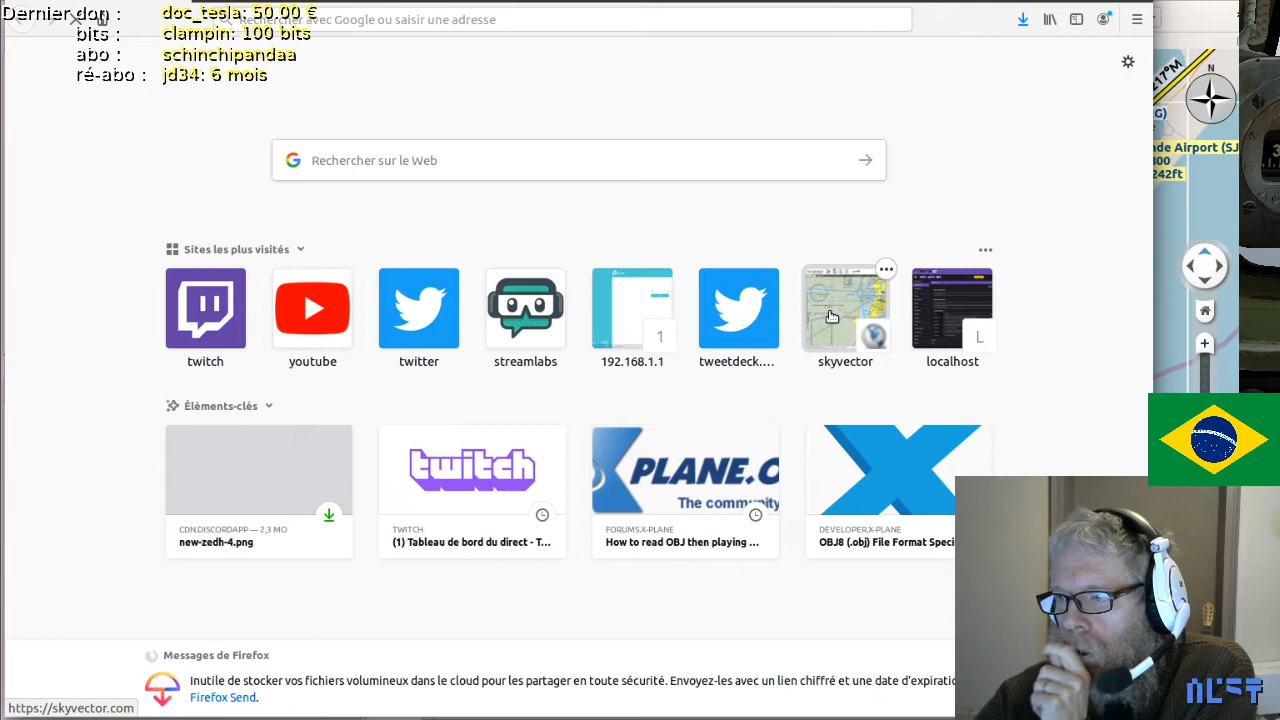 Dernier don : doc_tesla: 50.00 €
bits : clampin: 100 bits
abo : schinchipandaa
ré-abo : jd34: 6 mois
Rechercher avec Google ou saisir une adresse
217°M
N
G)
ade Airport (SJ
800
242ft
Rechercher sur le Web
Sites les plus visités
1
L
twitch
youtube
twitter
streamlabs
192.168.1.1
tweetdeck....
skyvector
localhost
Éléments-clés
twitch
PLANE.O
The community
CDN.DISCORDAPP — 2,3 MO
new-zedh-4.png
TWITCH
(1) Tableau de bord du direct - T...
FORUMS.X-PLANE
How to read OBJ then playing ...
DEVELOPER.X-PLANE
OBJ8 (.obj) File Format Speci
Messages de Firefox
Inutile de stocker vos fichiers volumineux dans le cloud pour les partager en toute sécurité. Envoyez-les avec un lien chiffré et une date d'expiratio
Firefox Send.
https://skyvector.com